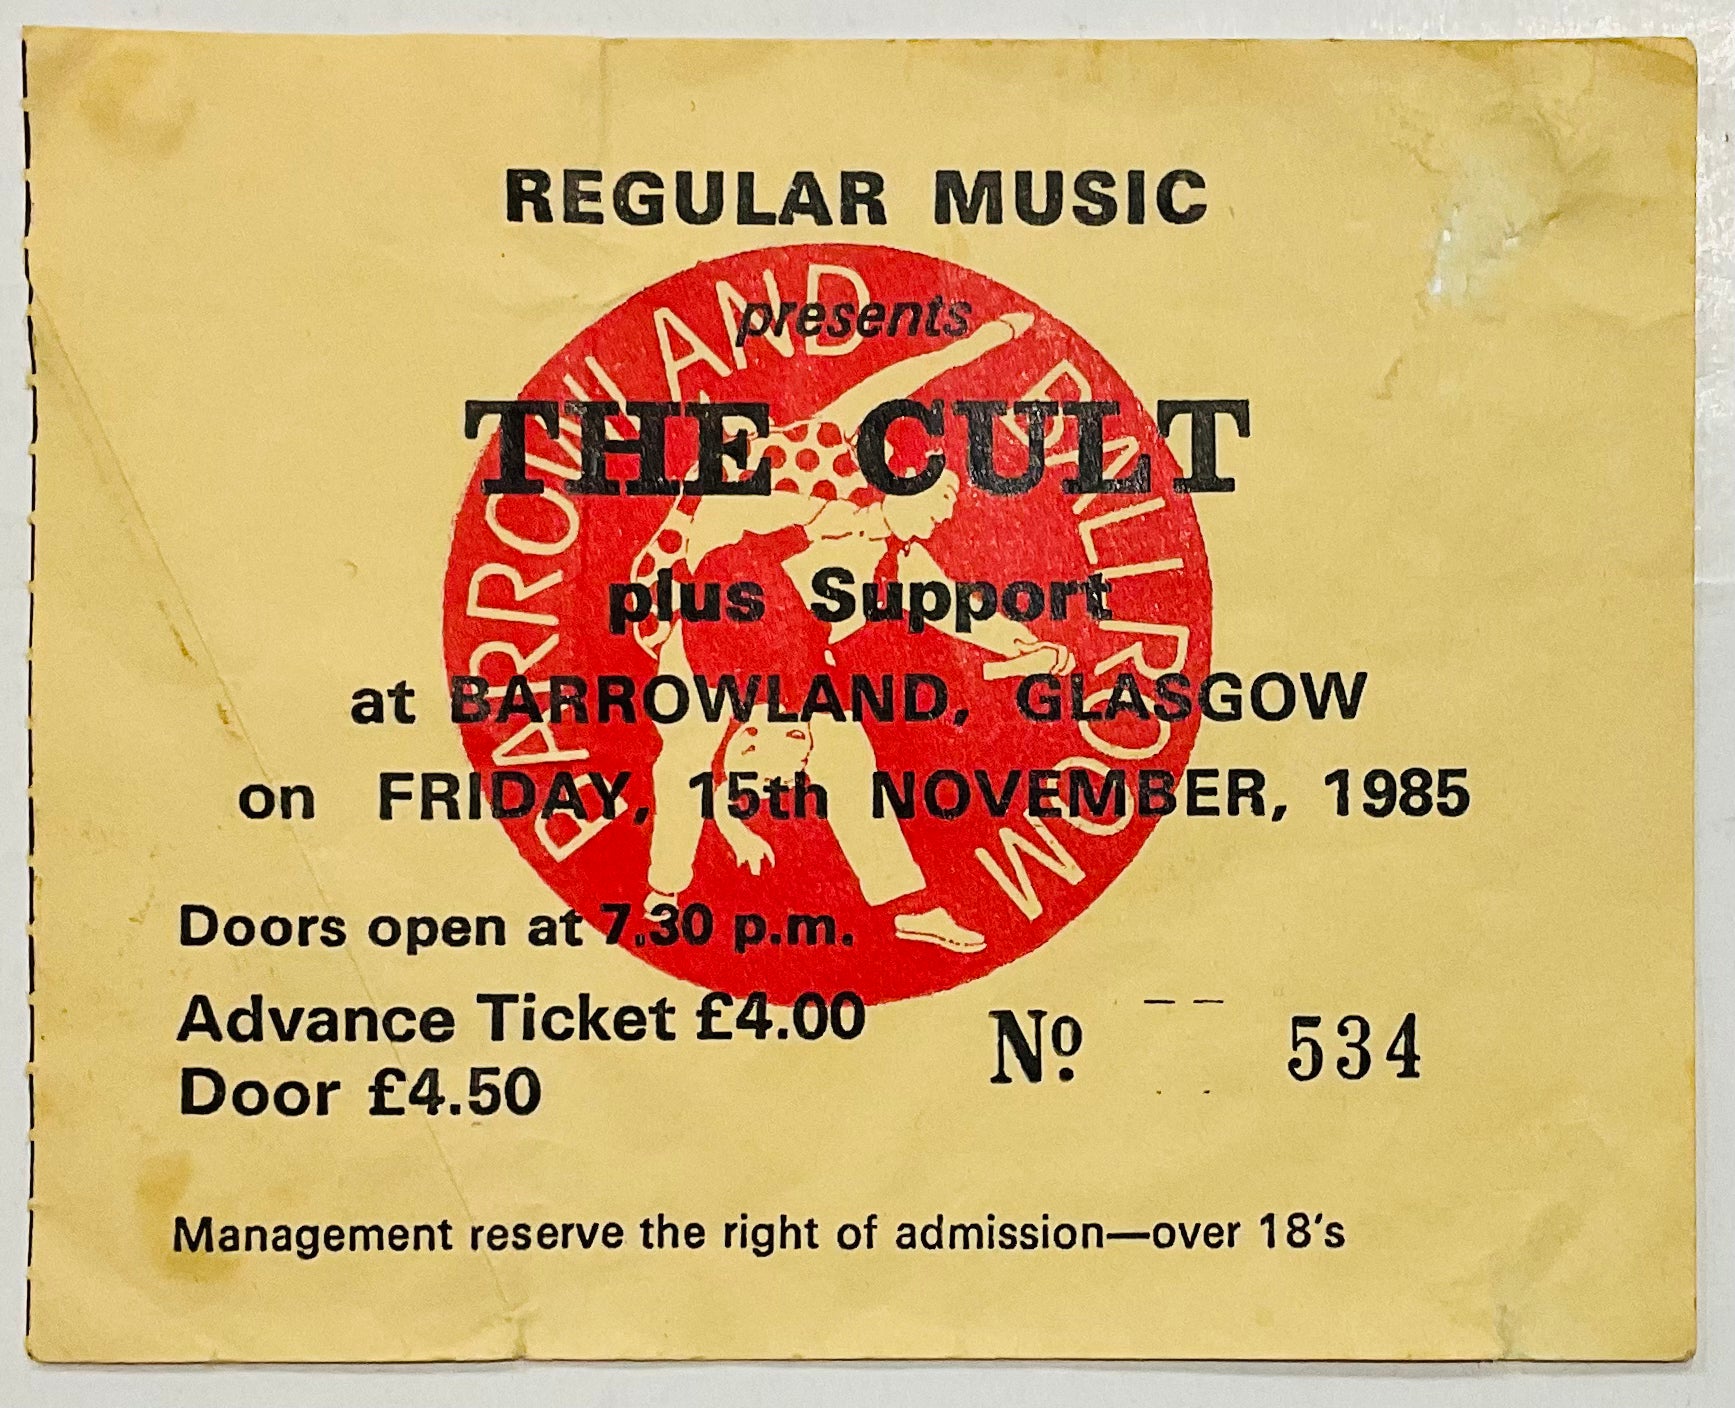 REGULAR MUSIC
presents
THE CULT
plus Support
at BARROWLAND, GLASGOW
on FRIDAY, 15th NOVEMBER, 1985
Doors open at 7.30 p.m.
Advance Ticket £4.00
Door £4.50
Nº 534
Management reserve the right of admission—over 18's
BARROWLAND BALLROOM